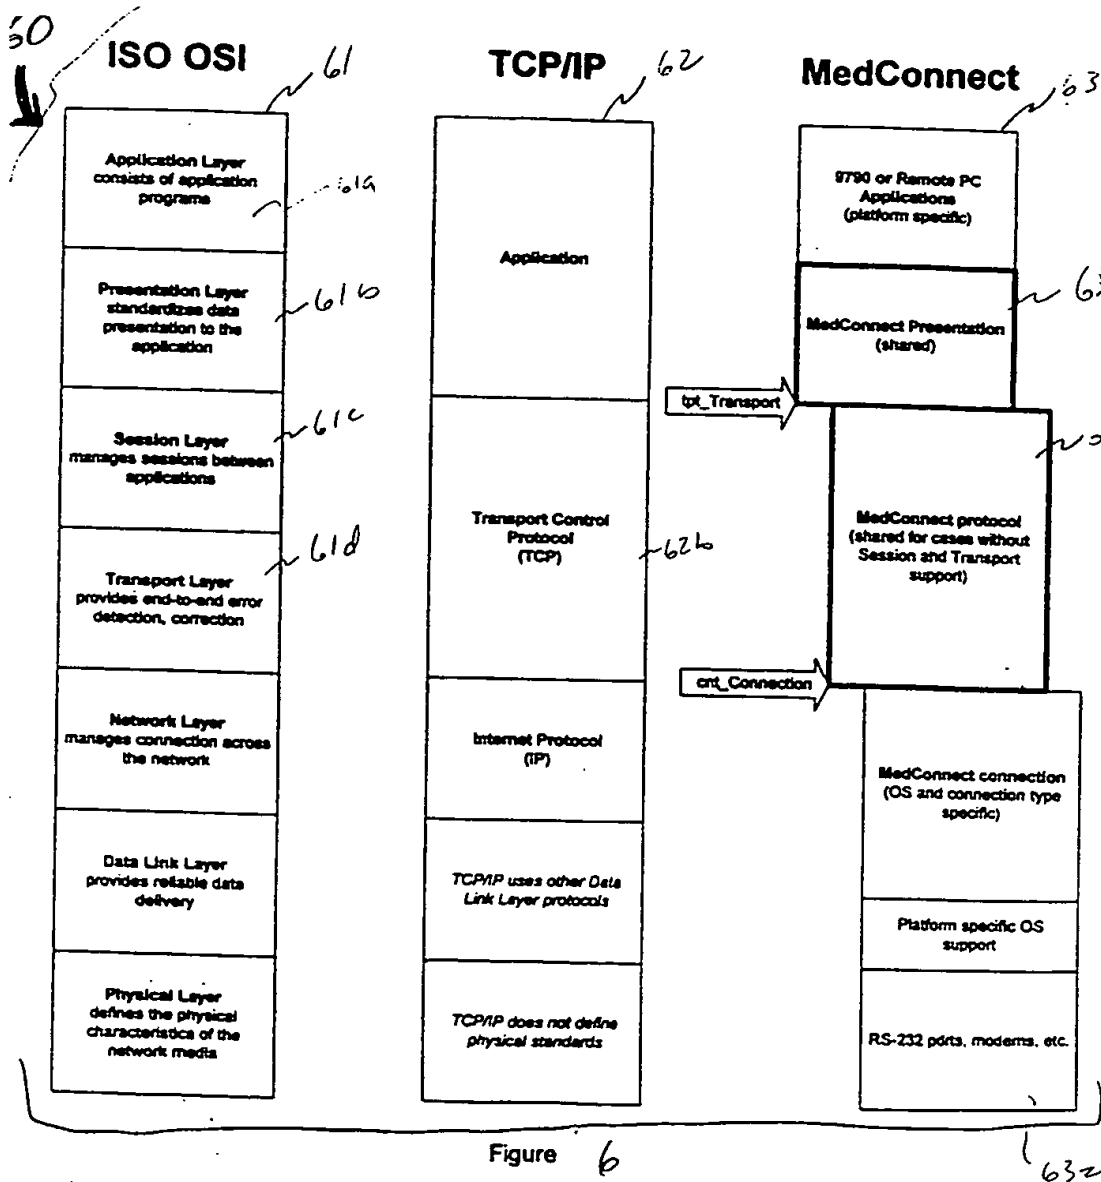 ISO OSI
61
Application Layer
consists of application
programs
61a
Presentation Layer
standardizes data
presentation to the
application
61b
Session Layer
manages sessions between
applications
61c
Transport Layer
provides end-to-end error
detection, correction
61d
Network Layer
manages connection across
the network
Data Link Layer
provides reliable data
delivery
Physical Layer
defines the physical
characteristics of the
network media
TCP/IP
62
Application
Transport Control
Protocol
(TCP)
62b
Internet Protocol
(IP)
TCP/IP uses other Data
Link Layer protocols
TCP/IP does not define
physical standards
MedConnect
63
9790 or Remote PC
Applications
(platform specific)
MedConnect Presentation
(shared)
63
tpt_Transport
MedConnect protocol
(shared for cases without
Session and Transport
support)
cnt_Connection
MedConnect connection
(OS and connection type
specific)
Platform specific OS
support
RS-232 ports, modems, etc.
Figure 6